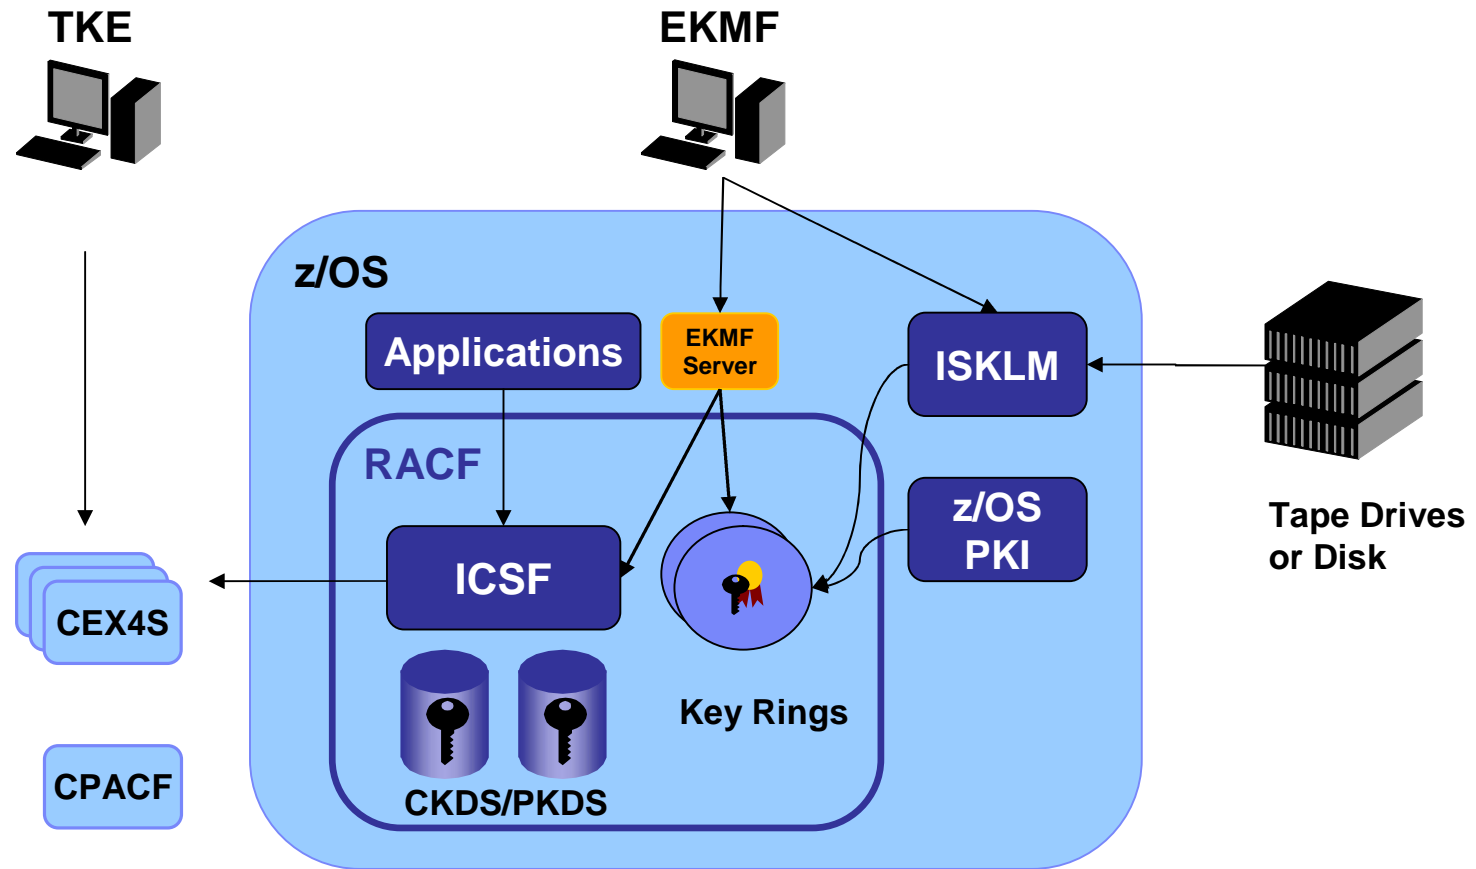 TKE
EKMF
z/OS
Applications
EKMF
Server
ISKLM
RACF
z/OS
PKI
Tape Drives
or Disk
ICSF
CEX4S
Key Rings
CPACF
CKDS/PKDS